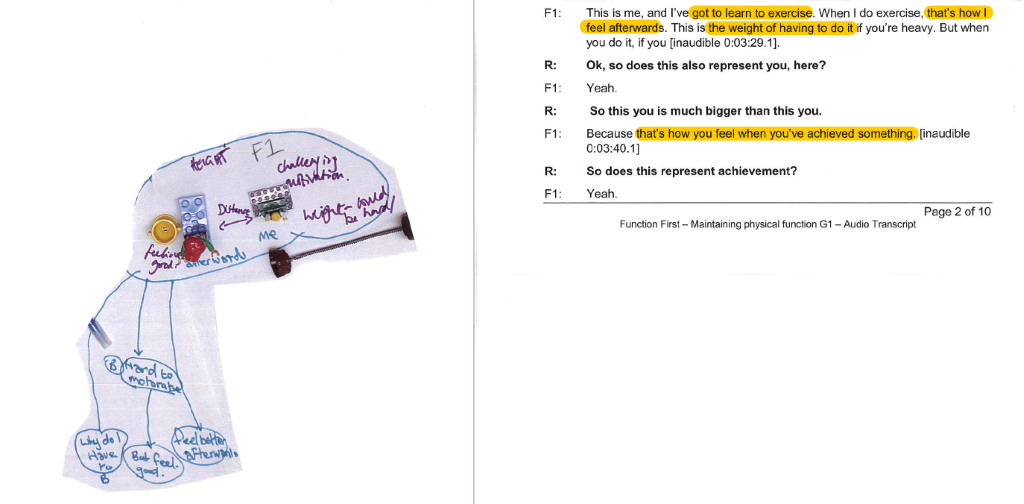 HEIGHT
F1
challenging
motivation.
Distance
weight - could
be hard/
me
feeling
good.
afterwards
B
Hard to
motorate
why do I
Have
to
B
But feel
good.
feel better
afterwards
F1: This is me, and I've got to learn to exercise. When I do exercise, that's how I
feel afterwards. This is the weight of having to do it if you're heavy. But when
you do it, if you [inaudible 0:03:29.1].
R: Ok, so does this also represent you, here?
F1: Yeah.
R: So this you is much bigger than this you.
F1: Because that's how you feel when you've achieved something. [inaudible
0:03:40.1]
R: So does this represent achievement?
F1: Yeah.
Page 2 of 10
Function First – Maintaining physical function G1 – Audio Transcript